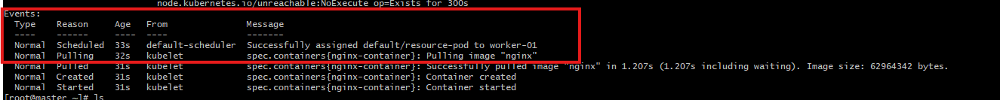 node.kubernetes.io/unreachable:NoExecute op=Exists for 300s
Events:
Type Reason Age From Message
---- ------ ---- ---- -------
Normal Scheduled 33s default-scheduler Successfully assigned default/resource-pod to worker-01
Normal Pulling 32s kubelet spec.containers{nginx-container}: Pulling image "nginx"
Normal Pulled 31s kubelet spec.containers{nginx-container}: Successfully pulled image "nginx" in 1.207s (1.207s including waiting). Image size: 62964342 bytes.
Normal Created 31s kubelet spec.containers{nginx-container}: Container created
Normal Started 31s kubelet spec.containers{nginx-container}: Container started
[root@master ~]# ls